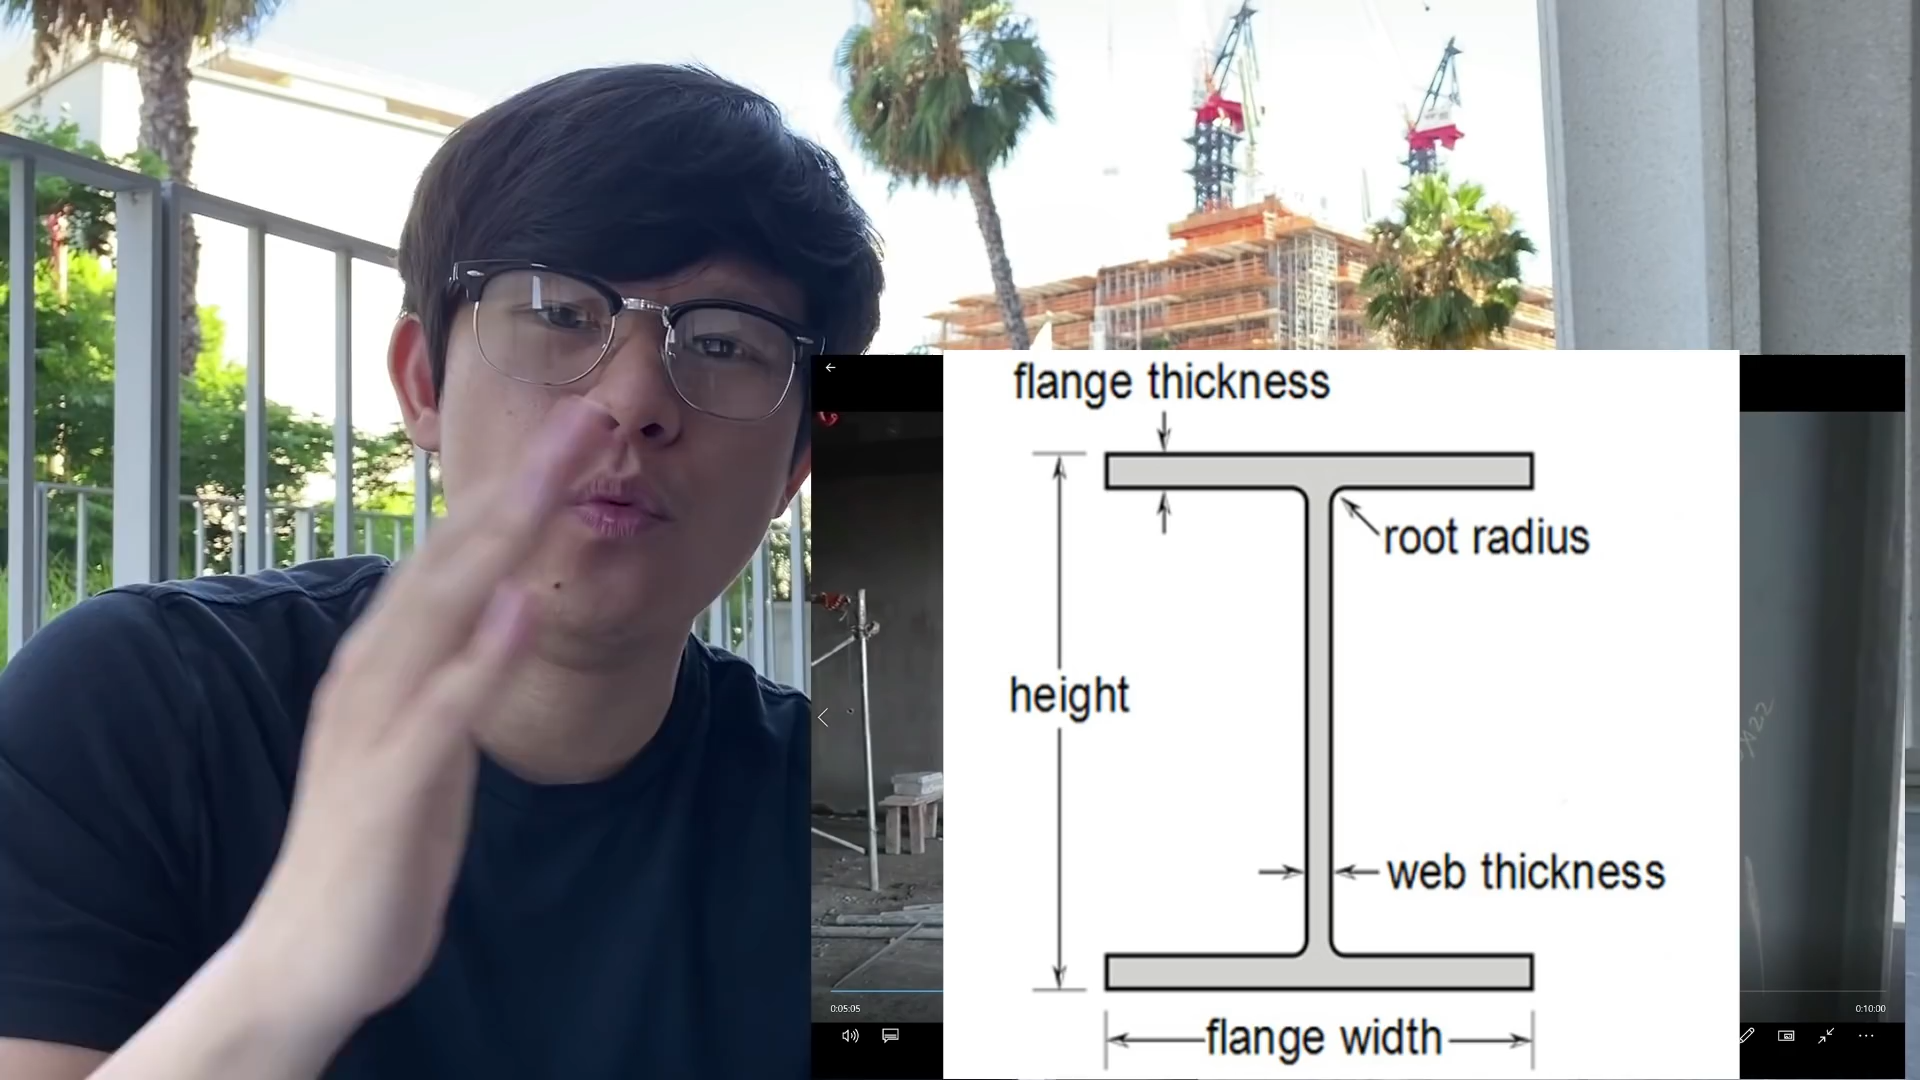 flange thickness
root radius
height
web thickness
0:05:05
0:10:00
flange width